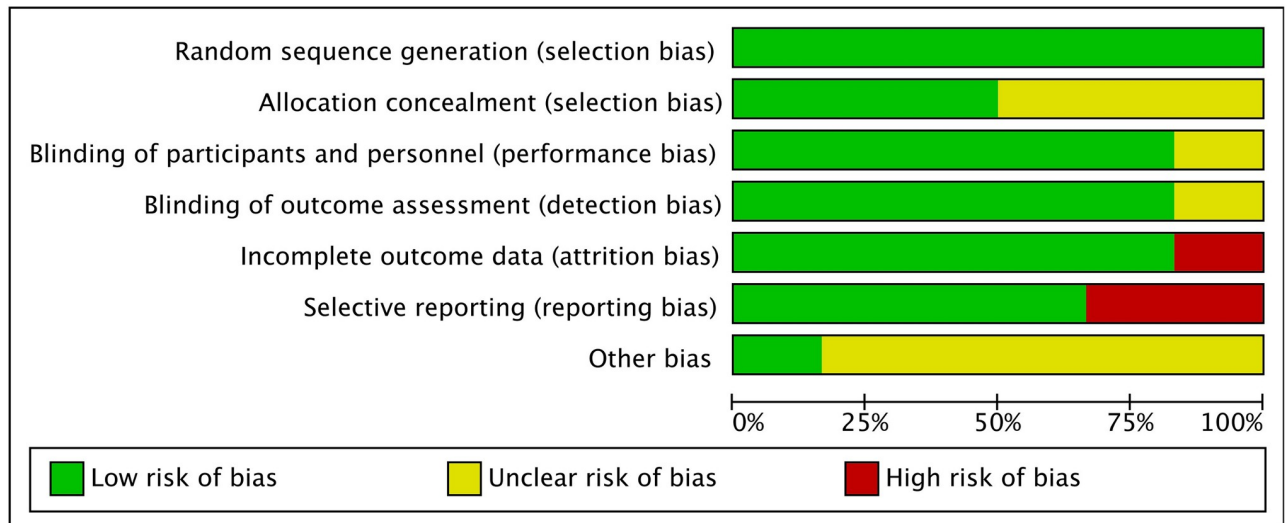 Random sequence generation (selection bias)
Allocation concealment (selection bias)
Blinding of participants and personnel (performance bias)
Blinding of outcome assessment (detection bias)
Incomplete outcome data (attrition bias)
Selective reporting (reporting bias)
Other bias
0% 25% 50% 75% 100%
Low risk of bias Unclear risk of bias High risk of bias